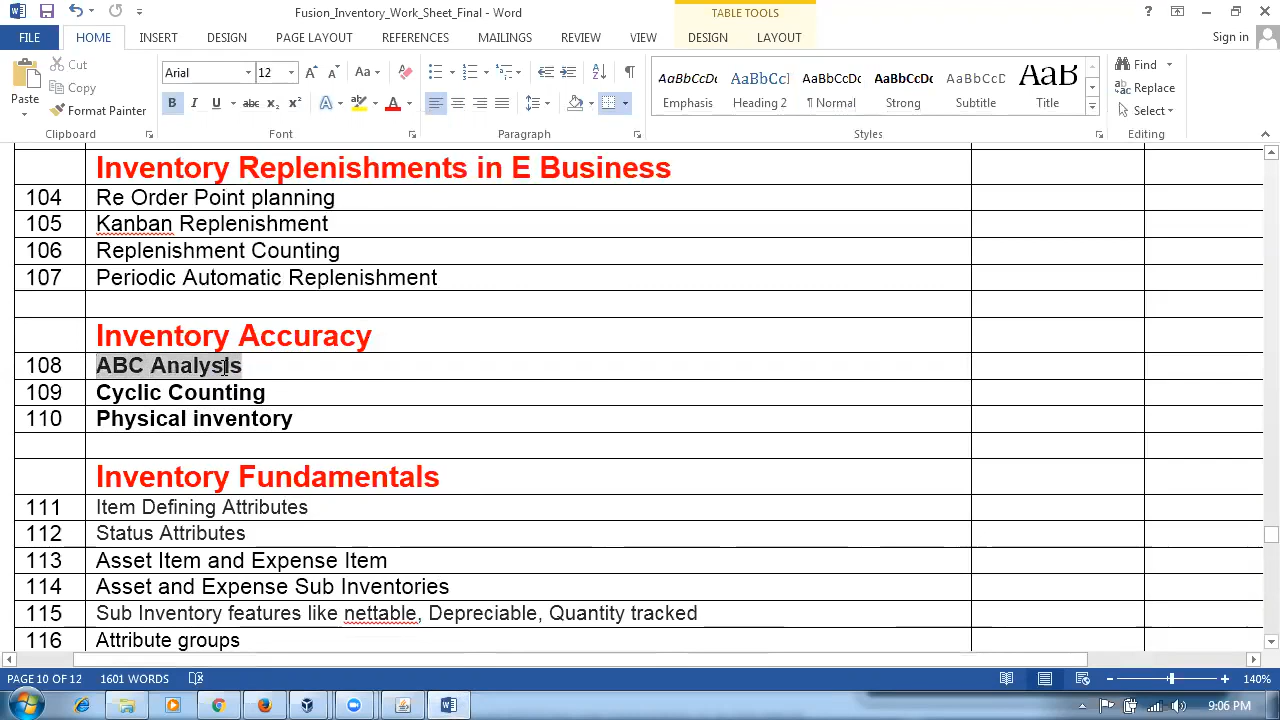 Fusion_Inventory_Work_Sheet_Final - Word
TABLE TOOLS
FILE
HOME
INSERT
DESIGN
PAGE LAYOUT
REFERENCES
MAILINGS
REVIEW
VIEW
DESIGN
LAYOUT
Sign in
Paste
Cut
Copy
Format Painter
Clipboard
Arial
12
Font
Paragraph
AaBbCcDc
Emphasis
AaBbCc
Heading 2
AaBbCcDc
¶ Normal
AaBbCcDc
Strong
AaBbCcD
Subtitle
AaB
Title
Styles
Find
Replace
Select
Editing
Inventory Replenishments in E Business
104 Re Order Point planning
105 Kanban Replenishment
106 Replenishment Counting
107 Periodic Automatic Replenishment
Inventory Accuracy
108 ABC Analysis
109 Cyclic Counting
110 Physical inventory
Inventory Fundamentals
111 Item Defining Attributes
112 Status Attributes
113 Asset Item and Expense Item
114 Asset and Expense Sub Inventories
115 Sub Inventory features like nettable, Depreciable, Quantity tracked
116 Attribute groups
PAGE 10 OF 12
1601 WORDS
140%
9:06 PM